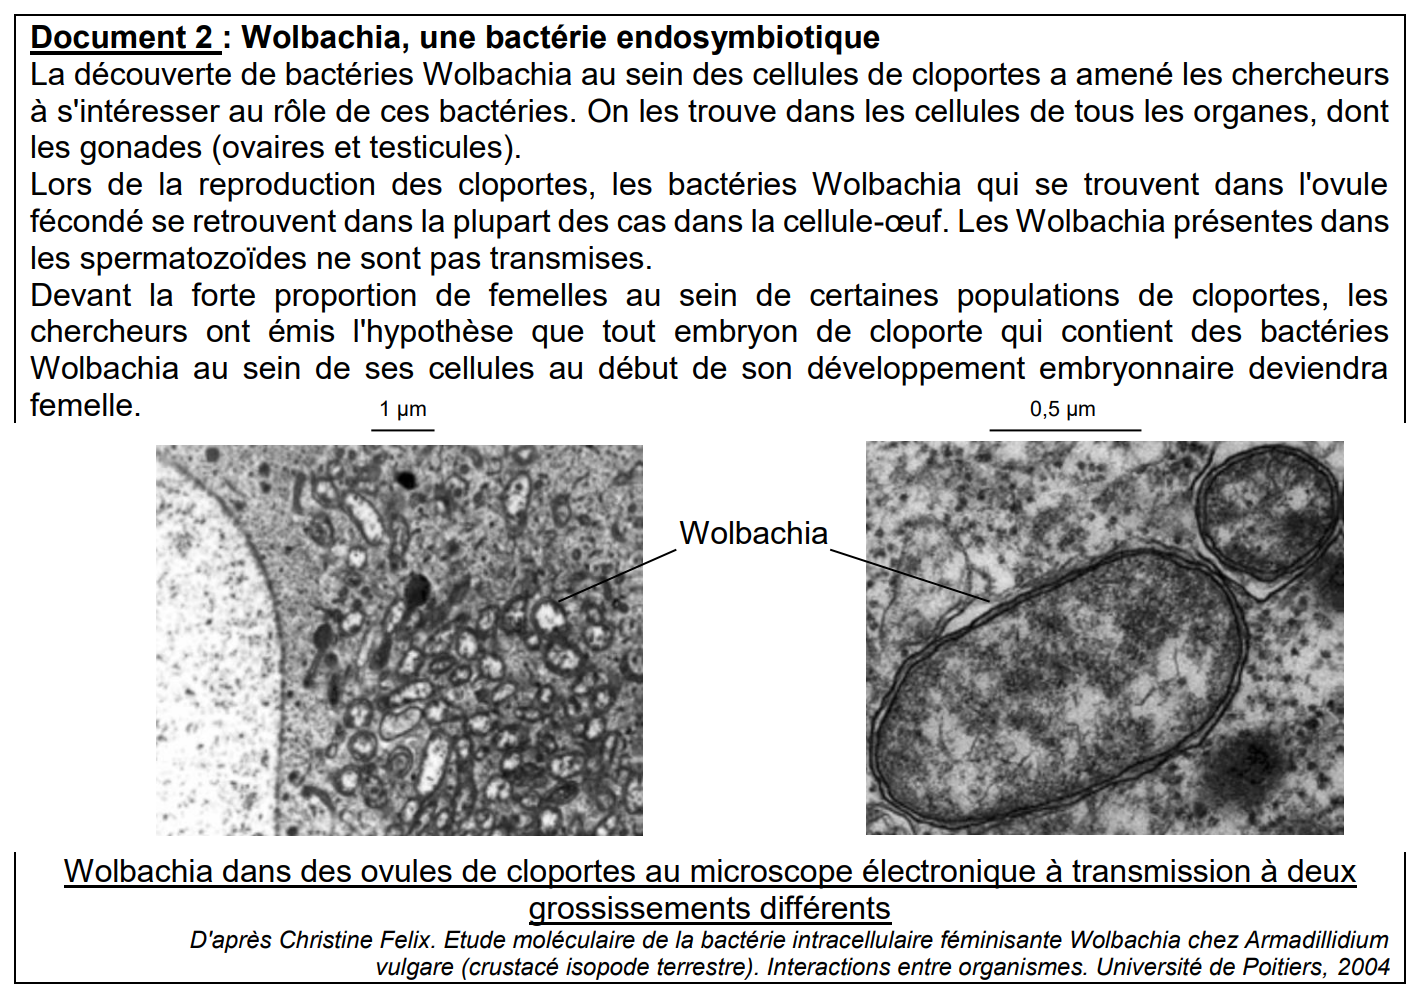 Document 2 : Wolbachia, une bactérie endosymbiotique
La découverte de bactéries Wolbachia au sein des cellules de cloportes a amené les chercheurs
à s'intéresser au rôle de ces bactéries. On les trouve dans les cellules de tous les organes, dont
les gonades (ovaires et testicules).
Lors de la reproduction des cloportes, les bactéries Wolbachia qui se trouvent dans l'ovule
fécondé se retrouvent dans la plupart des cas dans la cellule-œuf. Les Wolbachia présentes dans
les spermatozoïdes ne sont pas transmises.
Devant la forte proportion de femelles au sein de certaines populations de cloportes, les
chercheurs ont émis l'hypothèse que tout embryon de cloporte qui contient des bactéries
Wolbachia au sein de ses cellules au début de son développement embryonnaire deviendra
femelle.
1 µm
0,5 µm
Wolbachia
Wolbachia dans des ovules de cloportes au microscope électronique à transmission à deux
grossissements différents
D'après Christine Felix. Etude moléculaire de la bactérie intracellulaire féminisante Wolbachia chez Armadillidium
vulgare (crustacé isopode terrestre). Interactions entre organismes. Université de Poitiers, 2004